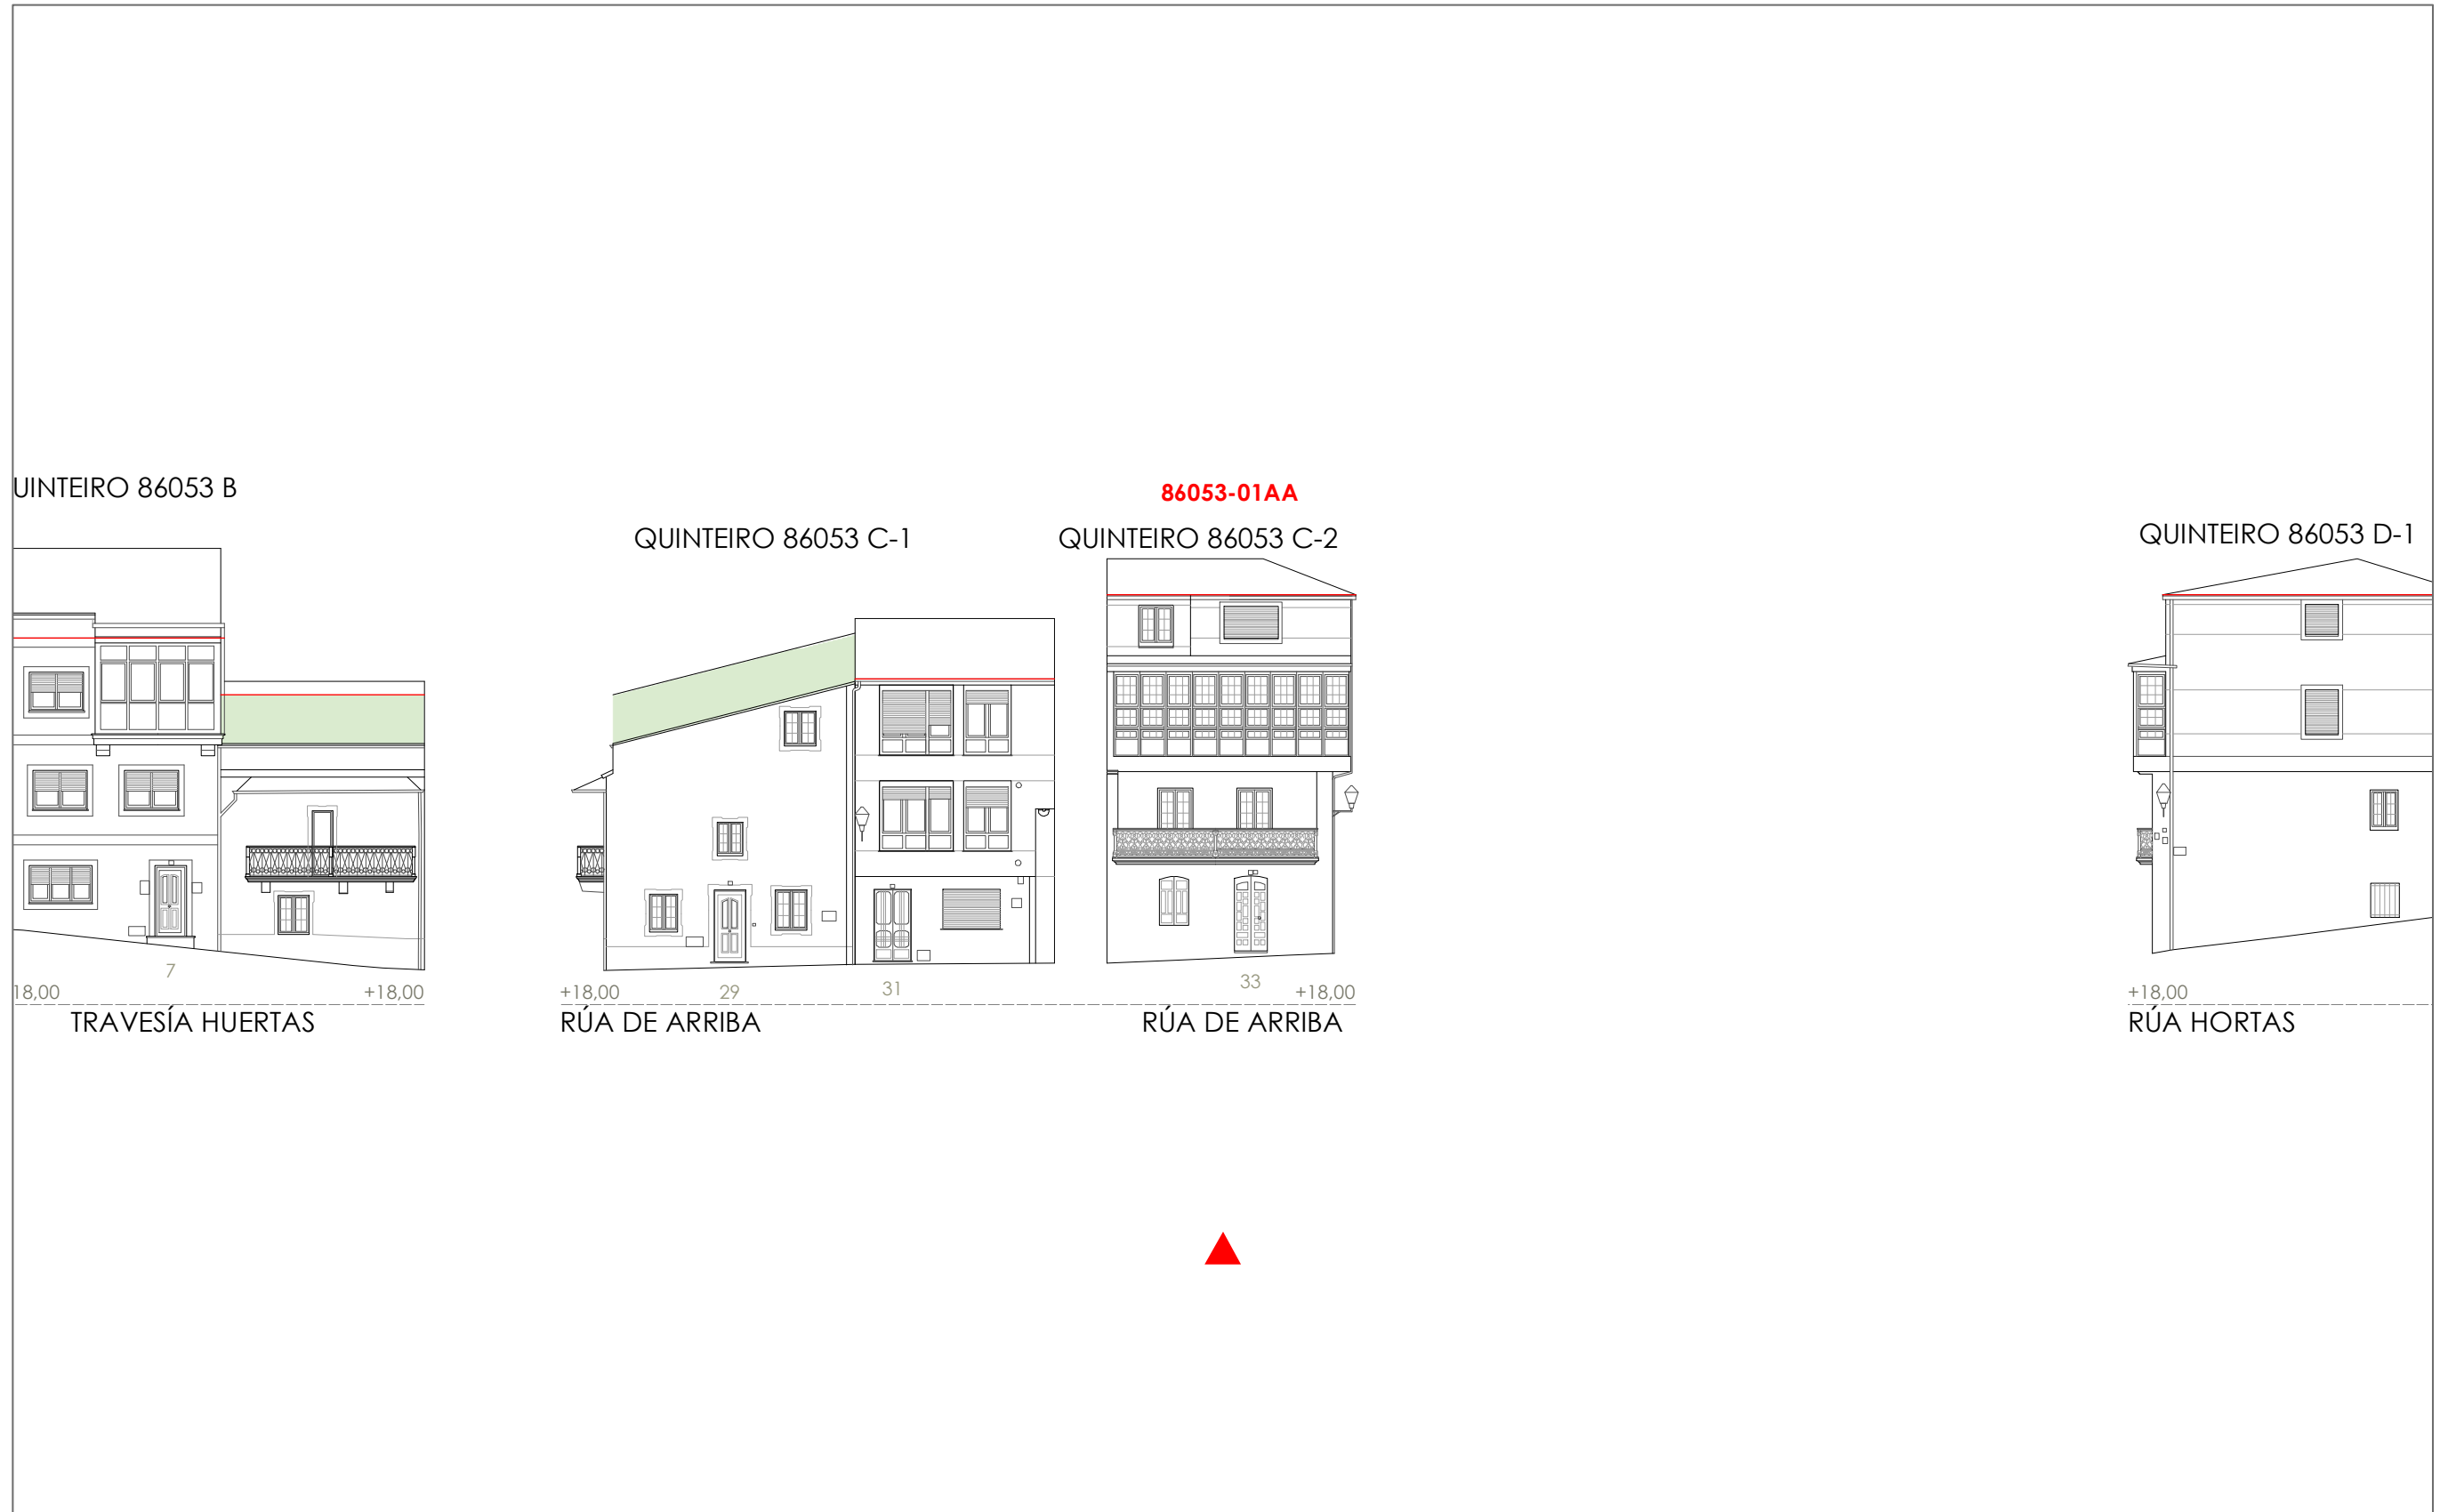 UINTEIRO 86053 B
86053-01AA
QUINTEIRO 86053 C-1
QUINTEIRO 86053 C-2
QUINTEIRO 86053 D-1
7
29
31
33
18,00
+18,00
+18,00
+18,00
+18,00
TRAVESÍA HUERTAS
RÚA DE ARRIBA
RÚA DE ARRIBA
RÚA HORTAS